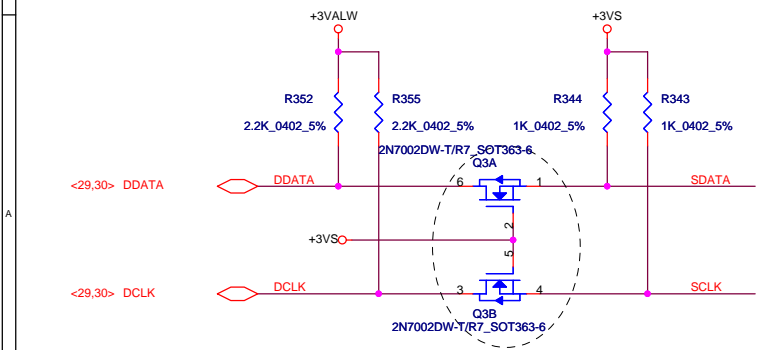 +3VALW
+3VS
R352
R355
R344
R343
2.2K_0402_5%
2.2K_0402_5%
1K_0402_5%
1K_0402_5%
2N7002DW-T/R7_SOT363-6
Q3A
<29,30> DDATA
DDATA
6
1
SDATA
A
2
+3VS
5
<29,30> DCLK
DCLK
3
4
SCLK
Q3B
2N7002DW-T/R7_SOT363-6